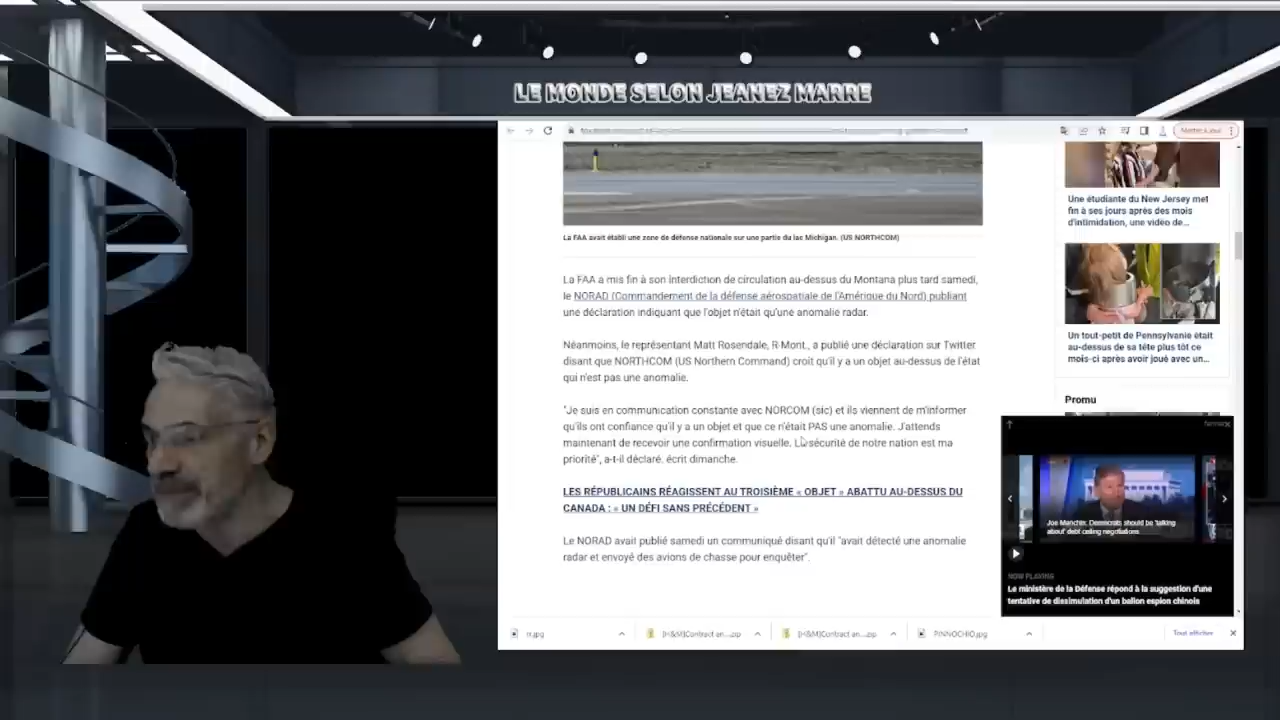 LE MONDE SELON JEANEZ MARRE
La FAA avait établi une zone de défense nationale sur une partie du lac Michigan. (US NORTHCOM)
La FAA a mis fin à son interdiction de circulation au-dessus du Montana plus tard samedi,
le NORAD (Commandement de la défense aérospatiale de l'Amérique du Nord) publiant
une déclaration indiquant que l'objet n'était qu'une anomalie radar.
Néanmoins, le représentant Matt Rosendale, R-Mont., a publié une déclaration sur Twitter
disant que NORTHCOM (US Northern Command) croit qu'il y a un objet au-dessus de l'état
qui n'est pas une anomalie.
"Je suis en communication constante avec NORCOM (sic) et ils viennent de m'informer
qu'ils ont confiance qu'il y a un objet et que ce n'était PAS une anomalie. J'attends
maintenant de recevoir une confirmation visuelle. La sécurité de notre nation est ma
priorité", a-t-il déclaré. écrit dimanche.
LES RÉPUBLICAINS RÉAGISSENT AU TROISIÈME « OBJET » ABATTU AU-DESSUS DU
CANADA : « UN DÉFI SANS PRÉCÉDENT »
Le NORAD avait publié samedi un communiqué disant qu'il "avait détecté une anomalie
radar et envoyé des avions de chasse pour enquêter".
Une étudiante du New Jersey met
fin à ses jours après des mois
d'intimidation, une vidéo de...
Un tout-petit de Pennsylvanie était
au-dessus de sa tête plus tôt ce
mois-ci après avoir joué avec un...
Promu
Joe Manchin: Democrats should be 'talking
about' debt ceiling negotiations
NOW PLAYING
Le ministère de la Défense répond à la suggestion d'une
tentative de dissimulation d'un ballon espion chinois
rr.jpg
[H&M]Contract an....zip
[H&M]Contract an....zip
PINNOCHIO.jpg
Tout afficher